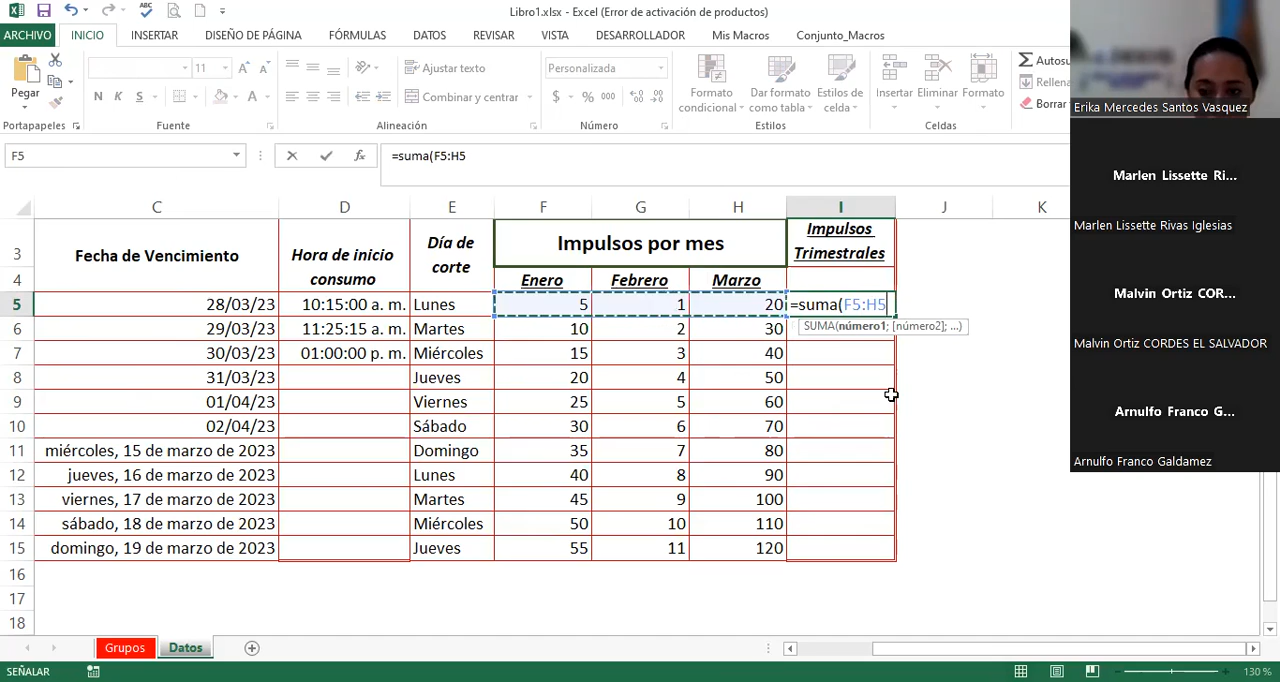 Libro1.xlsx - Excel (Error de activación de productos)
ARCHIVO INICIO INSERTAR DISEÑO DE PÁGINA FÓRMULAS DATOS REVISAR VISTA DESARROLLADOR Mis Macros Conjunto_Macros
Pegar
Portapapeles
11
N K S
Fuente
Ajustar texto
Combinar y centrar
Alineación
Personalizada
$ % 000
Número
Formato condicional
Dar formato como tabla
Estilos de celda
Estilos
Insertar Eliminar Formato
Celdas
Autosu
Rellena
Borrar
Erika Mercedes Santos Vasquez
Marlen Lissette Ri...
Marlen Lissette Rivas Iglesias
Malvin Ortiz COR...
Malvin Ortiz CORDES EL SALVADOR
Arnulfo Franco G...
Arnulfo Franco Galdamez
F5 fx =suma(F5:H5
C D E F G H I J K
3 Fecha de Vencimiento Hora de inicio consumo Día de corte Impulsos por mes Impulsos Trimestrales
4 Enero Febrero Marzo
5 28/03/23 10:15:00 a. m. Lunes 5 1 20 =suma(F5:H5
SUMA(número1; [número2]; ...)
6 29/03/23 11:25:15 a. m. Martes 10 2 30
7 30/03/23 01:00:00 p. m. Miércoles 15 3 40
8 31/03/23 Jueves 20 4 50
9 01/04/23 Viernes 25 5 60
10 02/04/23 Sábado 30 6 70
11 miércoles, 15 de marzo de 2023 Domingo 35 7 80
12 jueves, 16 de marzo de 2023 Lunes 40 8 90
13 viernes, 17 de marzo de 2023 Martes 45 9 100
14 sábado, 18 de marzo de 2023 Miércoles 50 10 110
15 domingo, 19 de marzo de 2023 Jueves 55 11 120
16
17
18
Grupos Datos
SEÑALAR
130 %